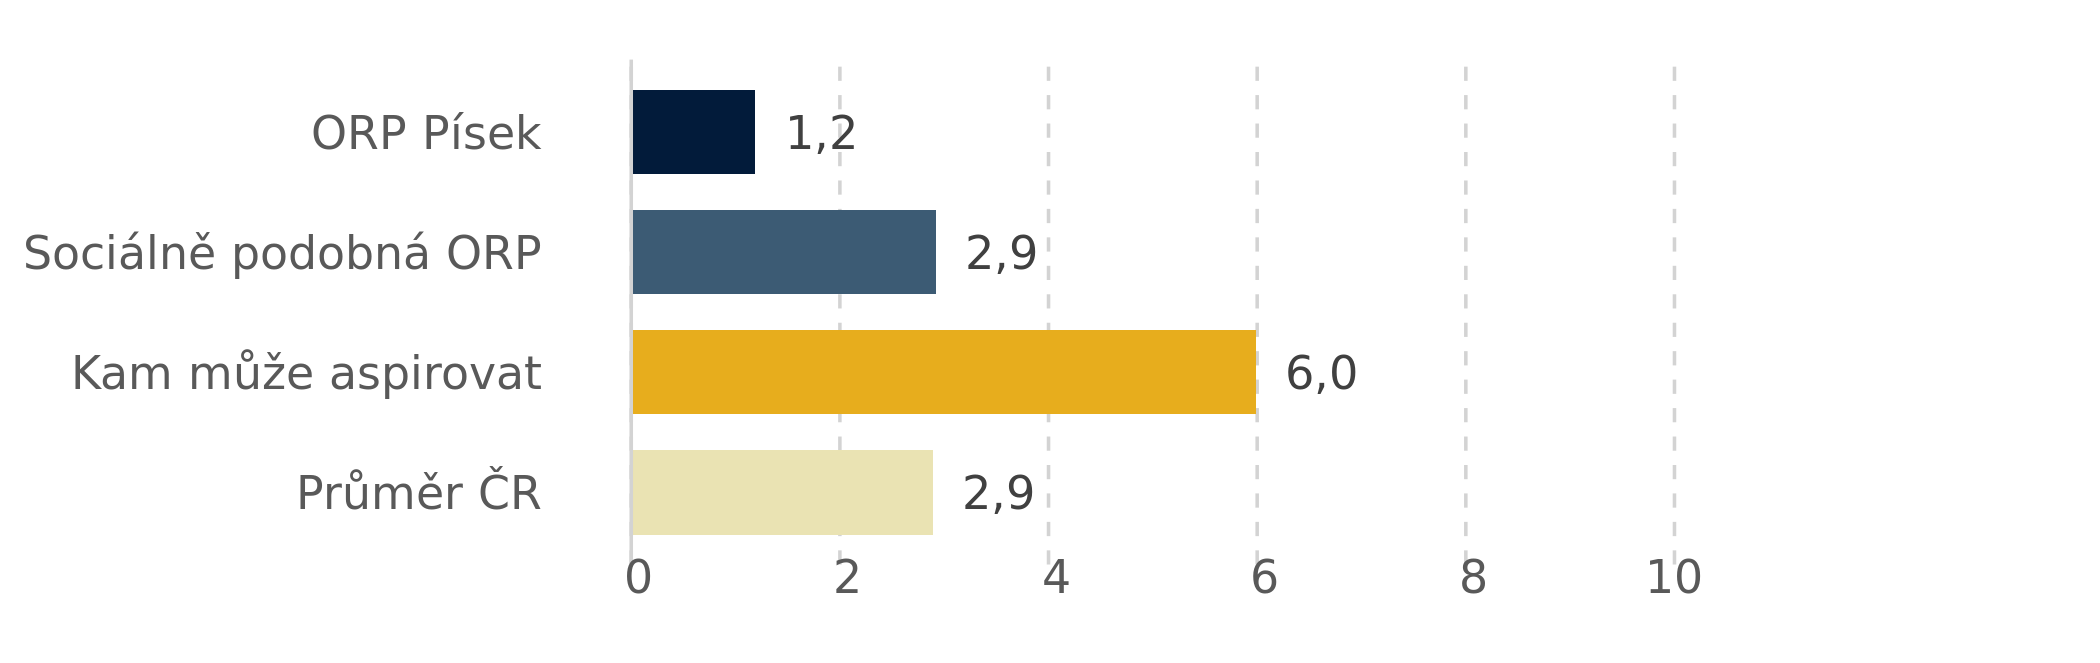 ORP Písek 1,2
Sociálně podobná ORP 2,9
Kam může aspirovat 6,0
Průměr ČR 2,9
0 2 4 6 8 10